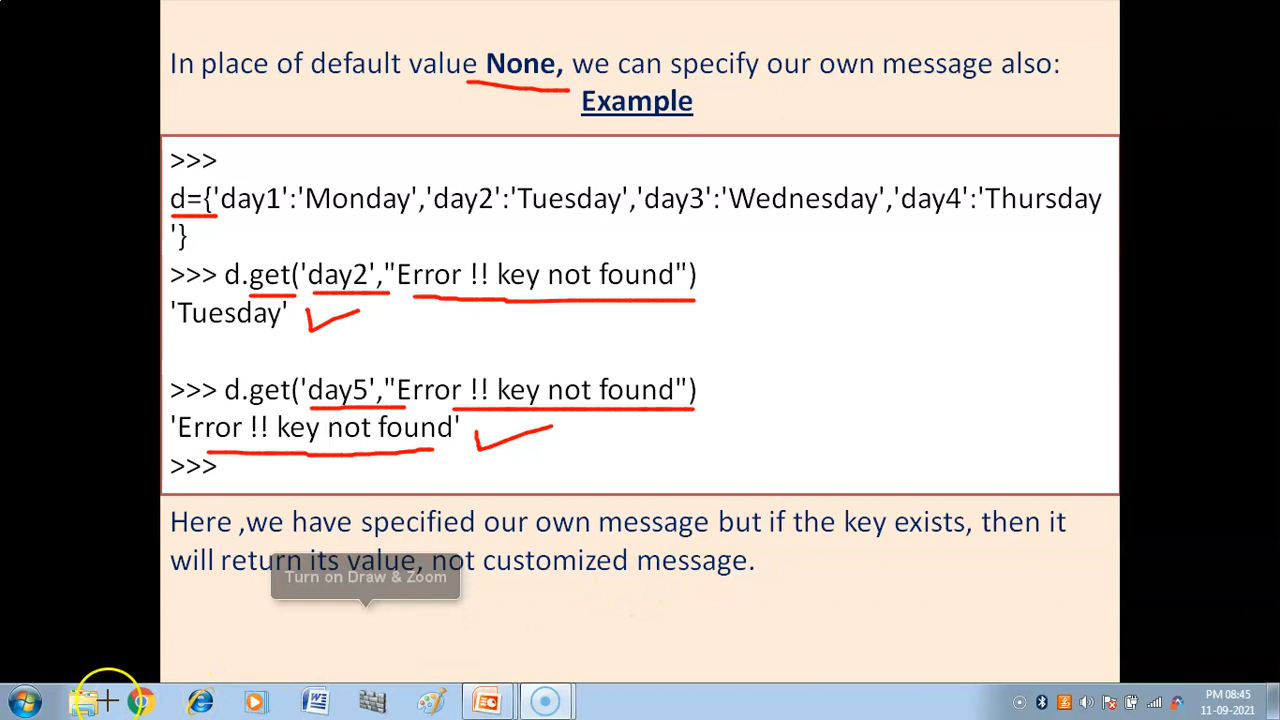 In place of default value None, we can specify our own message also:
Example
>>>
d={'day1':'Monday','day2':'Tuesday','day3':'Wednesday','day4':'Thursday
'}
>>> d.get('day2',"Error !! key not found")
'Tuesday'
>>> d.get('day5',"Error !! key not found")
'Error !! key not found'
>>>
Here ,we have specified our own message but if the key exists, then it
will return its value, not customized message.
Turn on Draw & Zoom
PM 08:45
11-09-2021